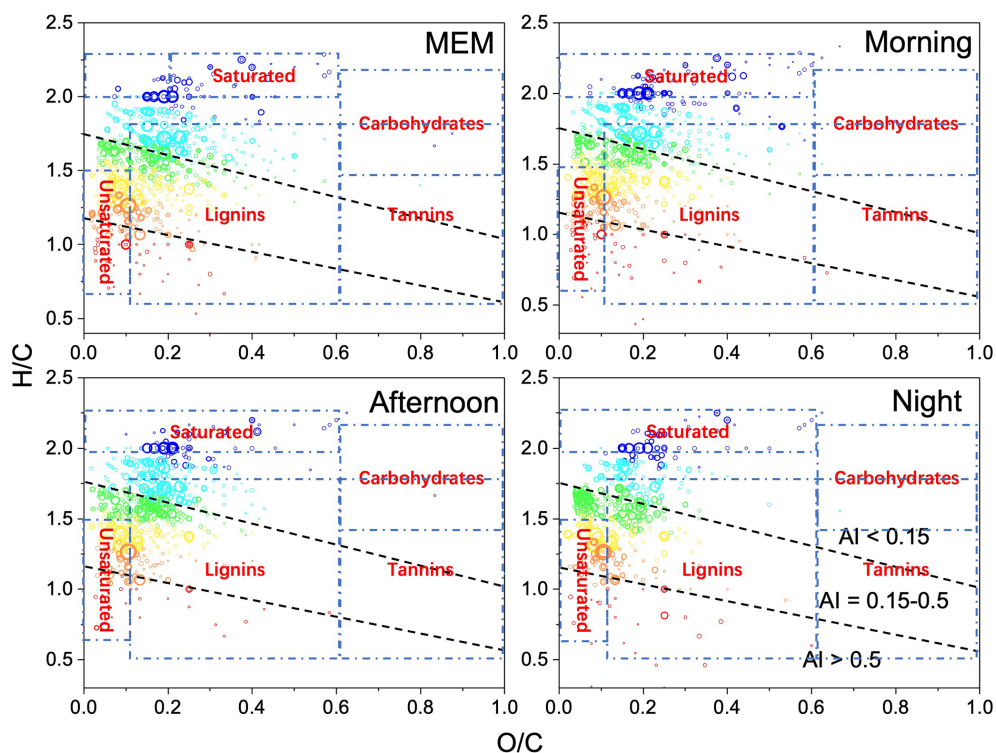 MEM
Saturated
Carbohydrates
Unsaturated
Lignins
Tannins
2.5
2.0
1.5
1.0
0.5
0.0 0.2 0.4 0.6 0.8 1.0
Morning
Saturated
Carbohydrates
Unsaturated
Lignins
Tannins
2.5
2.0
1.5
1.0
0.5
0.0 0.2 0.4 0.6 0.8 1.0
H/C
Afternoon
Saturated
Carbohydrates
Unsaturated
Lignins
Tannins
2.5
2.0
1.5
1.0
0.5
0.0 0.2 0.4 0.6 0.8 1.0
Night
Saturated
Carbohydrates
AI < 0.15
Unsaturated
Lignins
Tannins
AI = 0.15-0.5
AI > 0.5
2.5
2.0
1.5
1.0
0.5
0.0 0.2 0.4 0.6 0.8 1.0
O/C